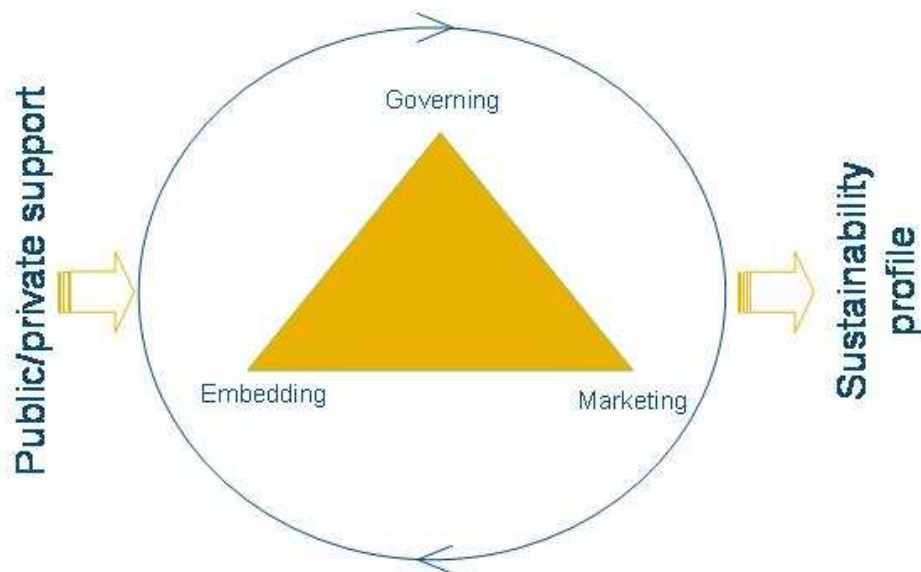 Public/private support
Governing
Embedding
Marketing
Sustainability
profile